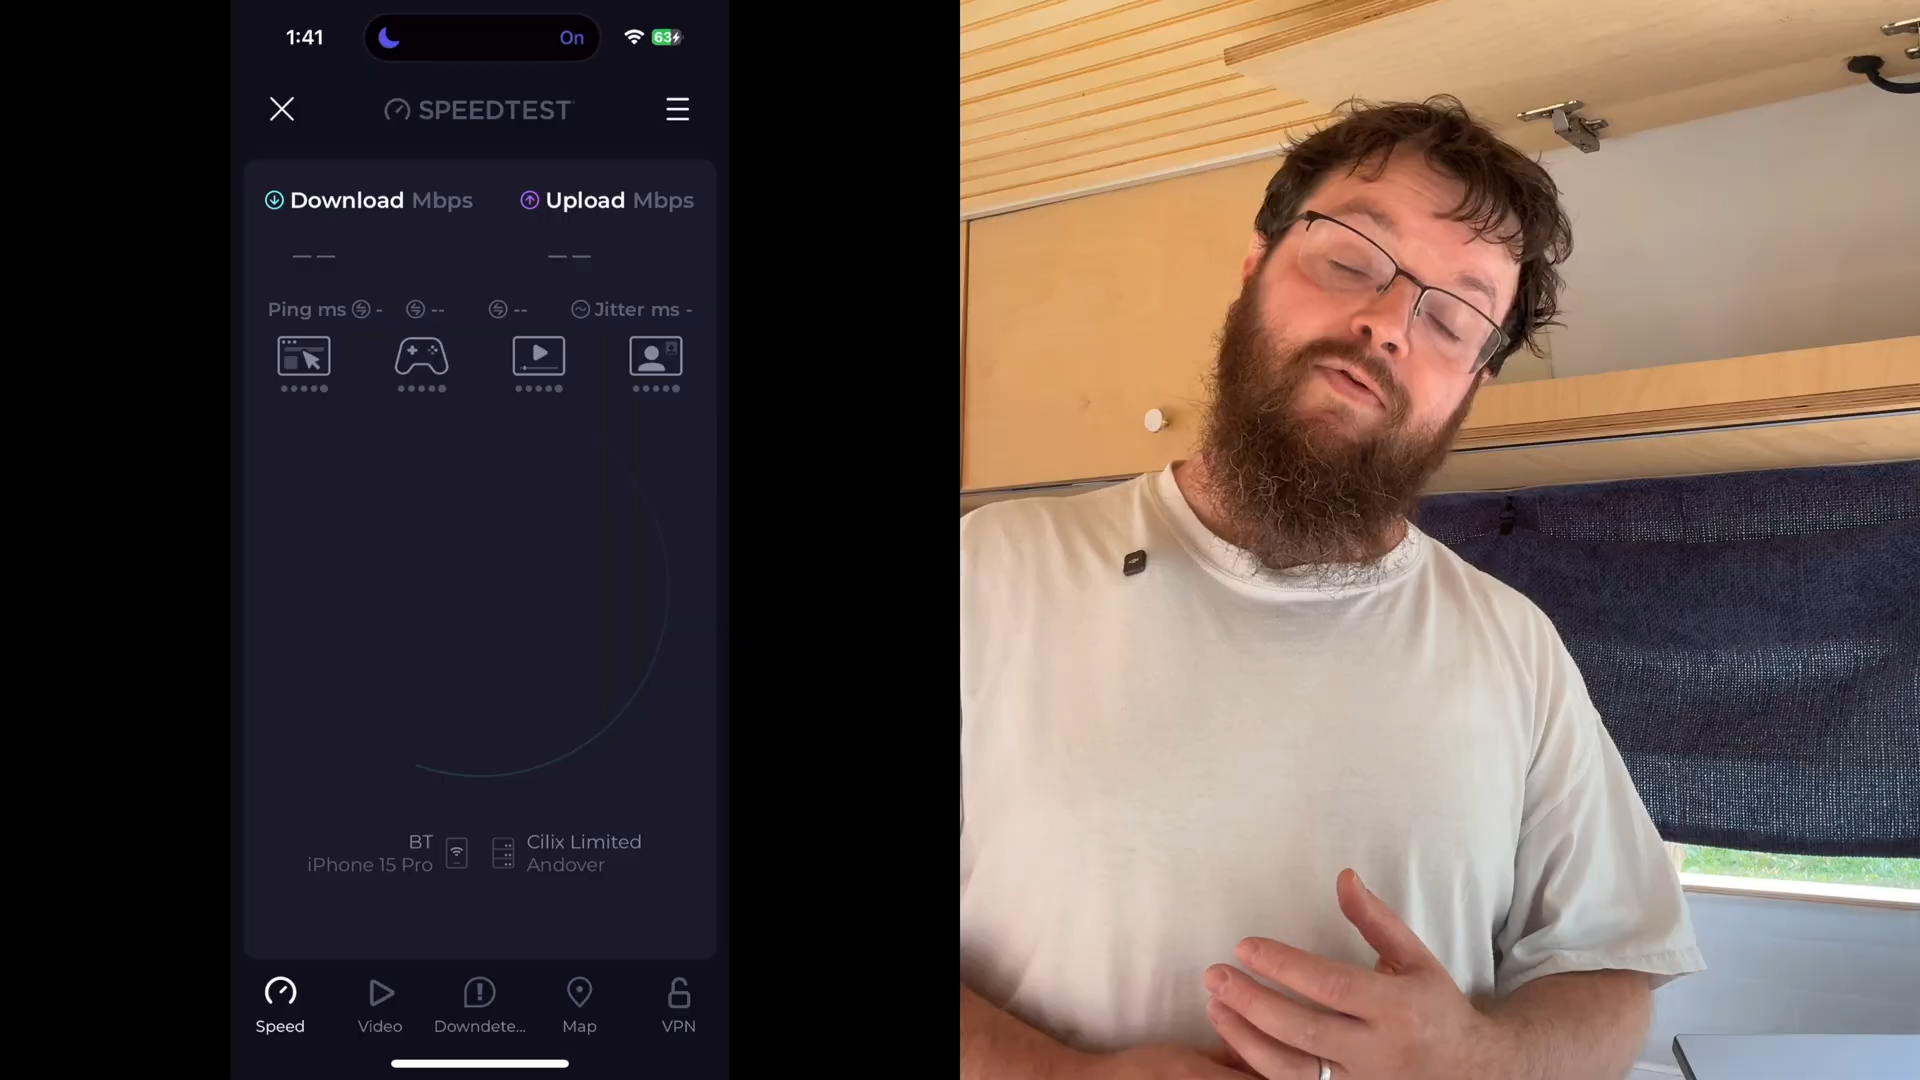 1:41
On
63
SPEEDTEST
Download Mbps
Upload Mbps
— —
— —
Ping ms -
--
--
Jitter ms -
BT
iPhone 15 Pro
Cilix Limited
Andover
Speed
Video
Downdete...
Map
VPN